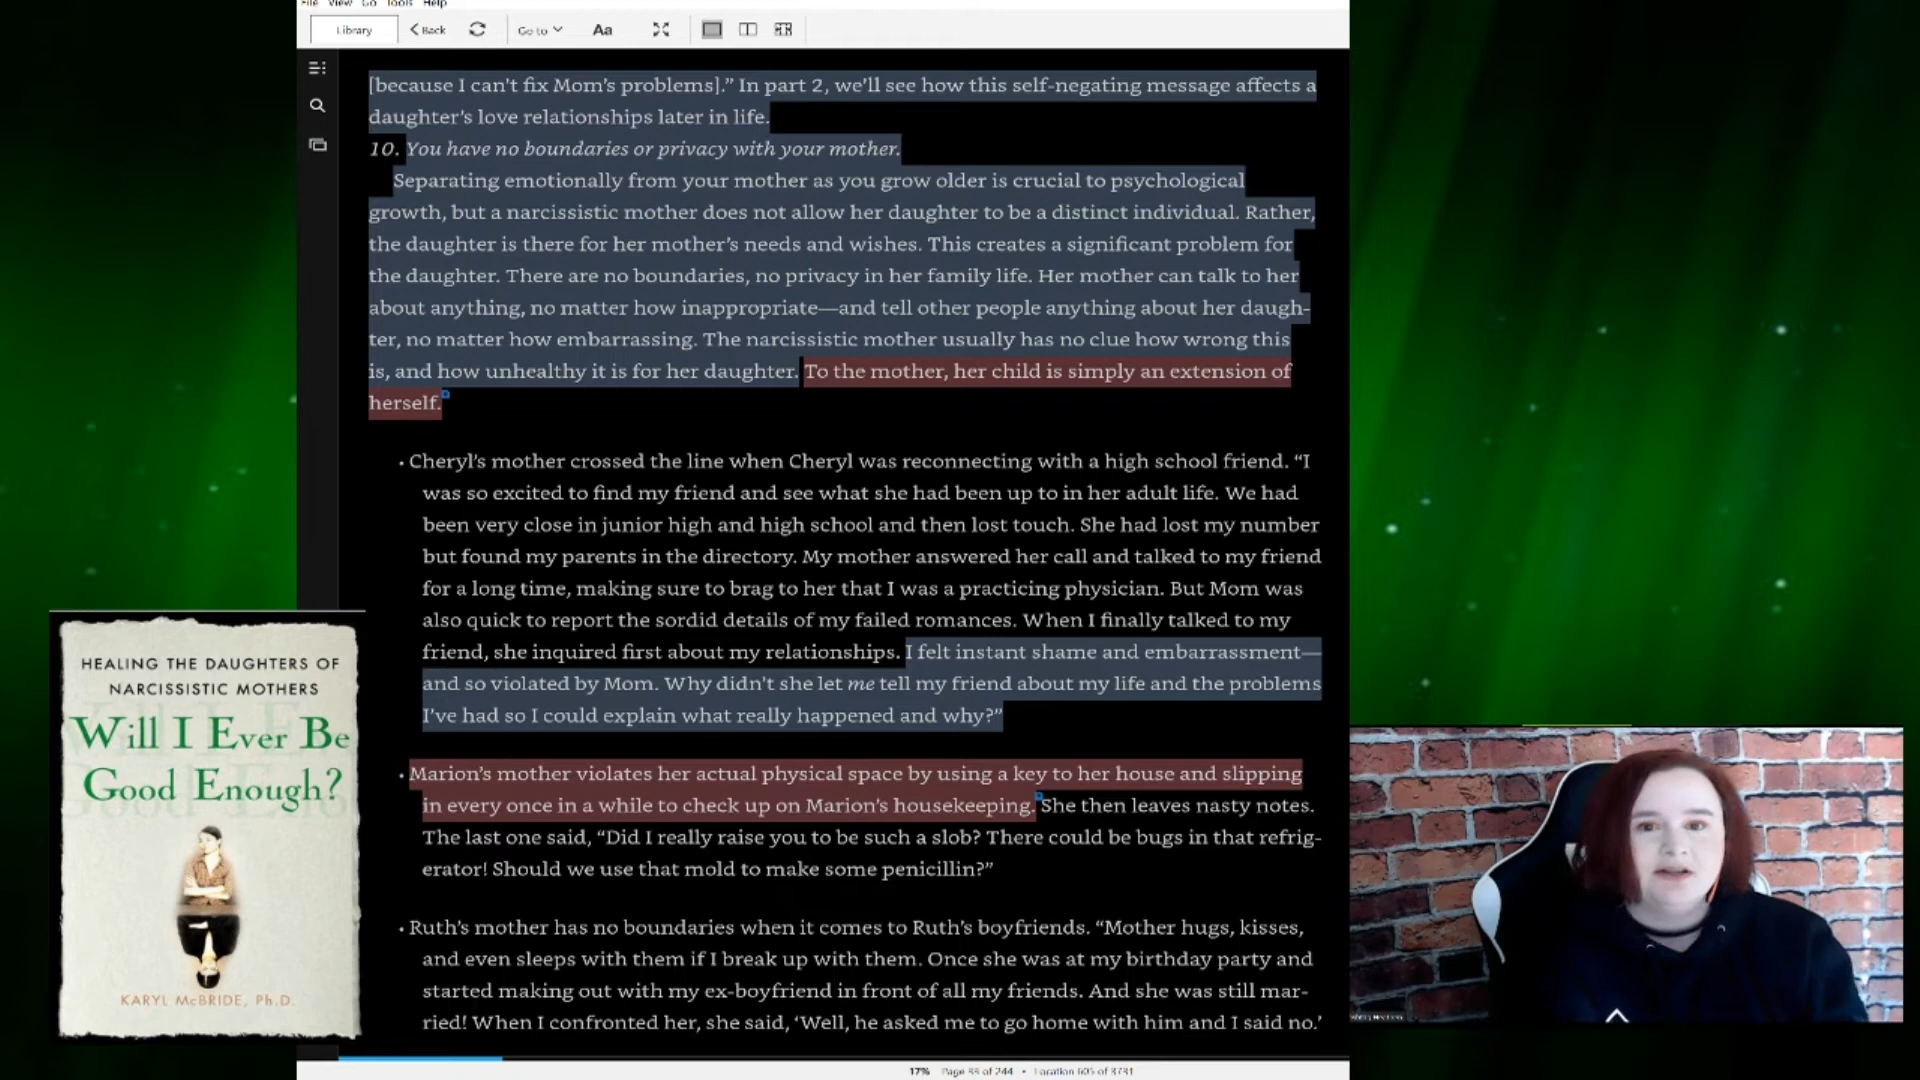 File View Go Tools Help
Library Back Go to Aa
[because I can't fix Mom's problems].” In part 2, we'll see how this self-negating message affects a
daughter's love relationships later in life.
10. You have no boundaries or privacy with your mother.
Separating emotionally from your mother as you grow older is crucial to psychological
growth, but a narcissistic mother does not allow her daughter to be a distinct individual. Rather,
the daughter is there for her mother's needs and wishes. This creates a significant problem for
the daughter. There are no boundaries, no privacy in her family life. Her mother can talk to her
about anything, no matter how inappropriate—and tell other people anything about her daugh-
ter, no matter how embarrassing. The narcissistic mother usually has no clue how wrong this
is, and how unhealthy it is for her daughter. To the mother, her child is simply an extension of
herself.
• Cheryl's mother crossed the line when Cheryl was reconnecting with a high school friend. “I
was so excited to find my friend and see what she had been up to in her adult life. We had
been very close in junior high and high school and then lost touch. She had lost my number
but found my parents in the directory. My mother answered her call and talked to my friend
for a long time, making sure to brag to her that I was a practicing physician. But Mom was
also quick to report the sordid details of my failed romances. When I finally talked to my
friend, she inquired first about my relationships. I felt instant shame and embarrassment—
and so violated by Mom. Why didn't she let me tell my friend about my life and the problems
I've had so I could explain what really happened and why?”
• Marion's mother violates her actual physical space by using a key to her house and slipping
in every once in a while to check up on Marion's housekeeping. She then leaves nasty notes.
The last one said, “Did I really raise you to be such a slob? There could be bugs in that refrig-
erator! Should we use that mold to make some penicillin?”
• Ruth's mother has no boundaries when it comes to Ruth's boyfriends. “Mother hugs, kisses,
and even sleeps with them if I break up with them. Once she was at my birthday party and
started making out with my ex-boyfriend in front of all my friends. And she was still mar-
ried! When I confronted her, she said, ‘Well, he asked me to go home with him and I said no.’
17% Page 33 of 244 • Location 605 of 3731
HEALING THE DAUGHTERS OF
NARCISSISTIC MOTHERS
Will I Ever Be
Good Enough?
KARYL McBRIDE, Ph.D.